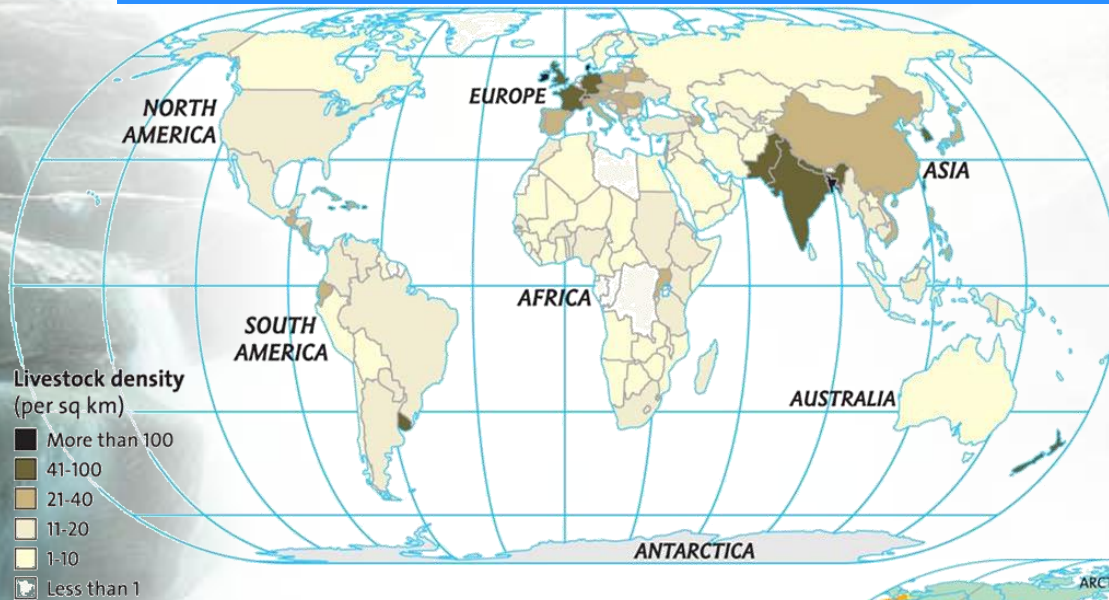 NORTH
AMERICA
EUROPE
ASIA
AFRICA
SOUTH
AMERICA
AUSTRALIA
ANTARCTICA
Livestock density
(per sq km)
More than 100
41-100
21-40
11-20
1-10
Less than 1